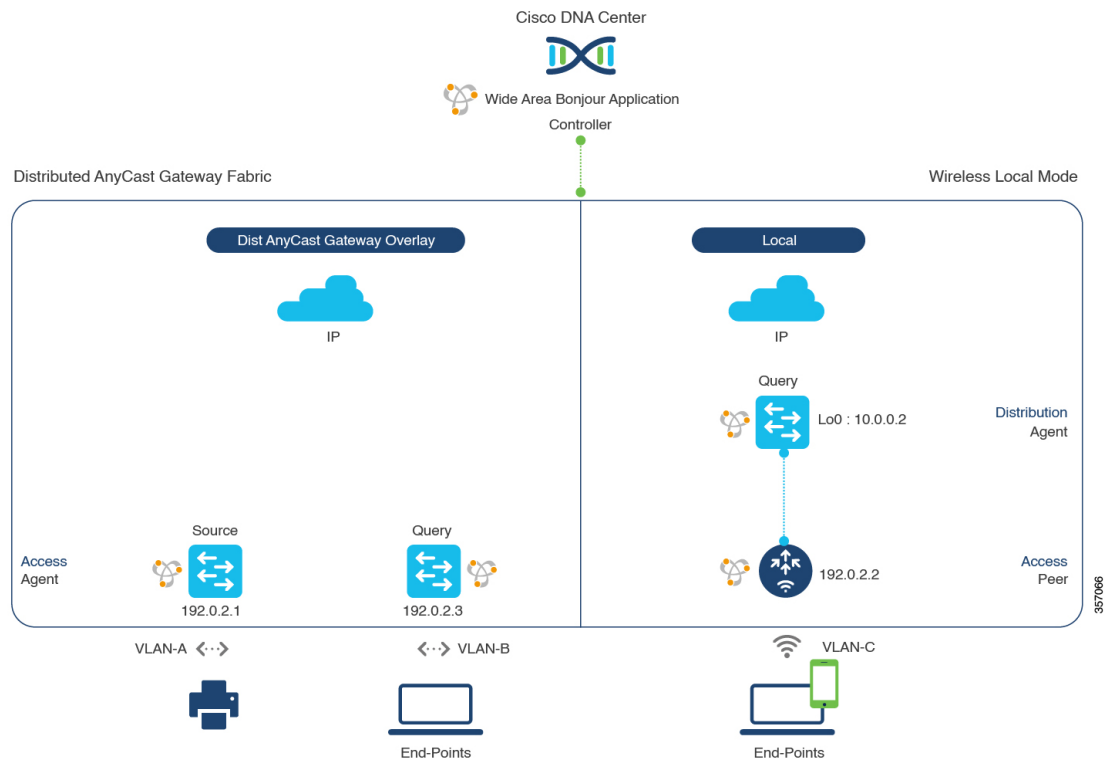 Cisco DNA Center
Wide Area Bonjour Application
Controller
Distributed AnyCast Gateway Fabric
Wireless Local Mode
Dist AnyCast Gateway Overlay
Local
IP
IP
Query
Lo0 : 10.0.0.2
Distribution
Agent
Source
Query
Access
Agent
192.0.2.1
192.0.2.3
192.0.2.2
Access
Peer
357066
VLAN-A
VLAN-B
VLAN-C
End-Points
End-Points